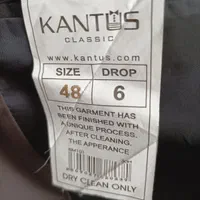 KANTUS
CLASSIC
www.kantus.com
SIZE DROP
48 6
THIS GARMENT HAS
BEEN FINISHED WITH
A UNIQUE PROCESS.
AFTER CLEANING.
THE APPERANCE
DRY CLEAN ONLY